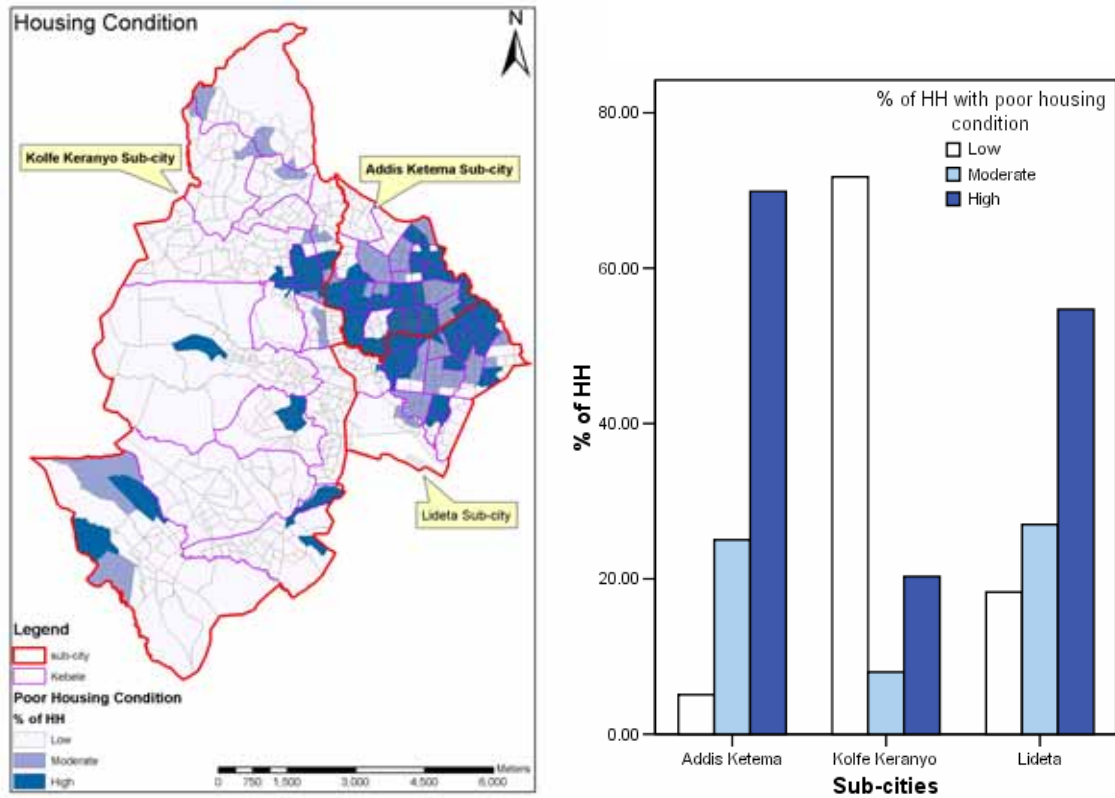 Housing Condition
N
Kolfe Keranyo Sub-city
Addis Ketema Sub-city
Lideta Sub-city
Legend
sub-city
Kebele
Poor Housing Condition
% of HH
Low
Moderate
High
Meters
0 750 1,500 3,000 4,500 6,000
% of HH with poor housing
condition
Low
Moderate
High
80.00
60.00
40.00
20.00
0.00
% of HH
Addis Ketema Kolfe Keranyo Lideta
Sub-cities